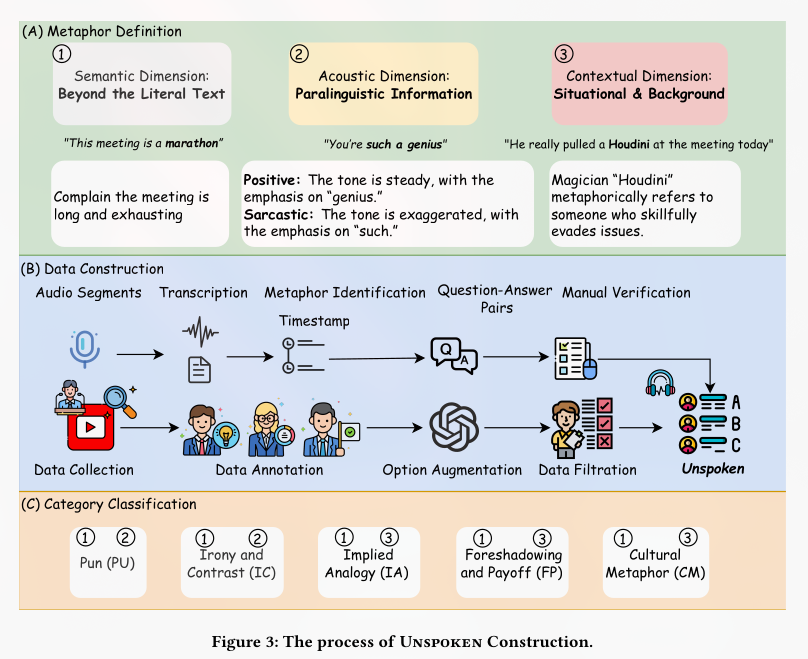 (A) Metaphor Definition
1
Semantic Dimension:
Beyond the Literal Text
2
Acoustic Dimension:
Paralinguistic Information
3
Contextual Dimension:
Situational & Background
"This meeting is a marathon"
"You're such a genius"
"He really pulled a Houdini at the meeting today"
Complain the meeting is
long and exhausting
Positive: The tone is steady, with the
emphasis on "genius."
Sarcastic: The tone is exaggerated, with
the emphasis on "such."
Magician "Houdini"
metaphorically refers to
someone who skillfully
evades issues.
(B) Data Construction
Audio Segments
Transcription
Metaphor Identification
Question-Answer
Pairs
Manual Verification
Timestamp
Q
A
A
B
C
Data Collection
Data Annotation
Option Augmentation
Data Filtration
Unspoken
(C) Category Classification
1 2
Pun (PU)
1 2
Irony and
Contrast (IC)
1 3
Implied
Analogy (IA)
1 3
Foreshadowing
and Payoff (FP)
1 3
Cultural
Metaphor (CM)
Figure 3: The process of Unspoken Construction.